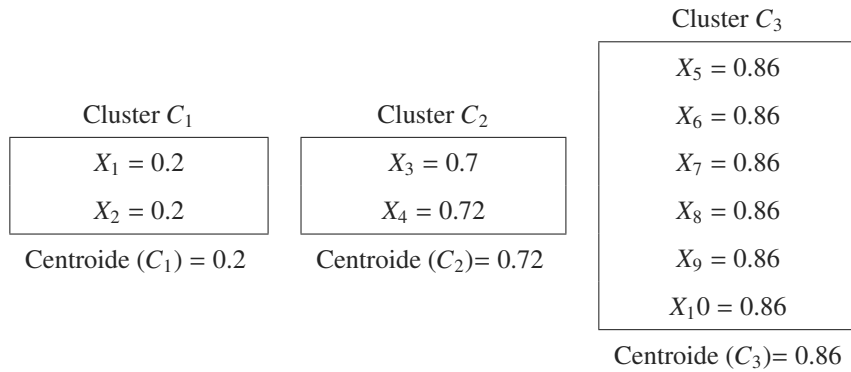 Cluster C₁
X₁ = 0.2
X₂ = 0.2
Centroide (C₁) = 0.2
Cluster C₂
X₃ = 0.7
X₄ = 0.72
Centroide (C₂)= 0.72
Cluster C₃
X₅ = 0.86
X₆ = 0.86
X₇ = 0.86
X₈ = 0.86
X₉ = 0.86
X₁0 = 0.86
Centroide (C₃)= 0.86